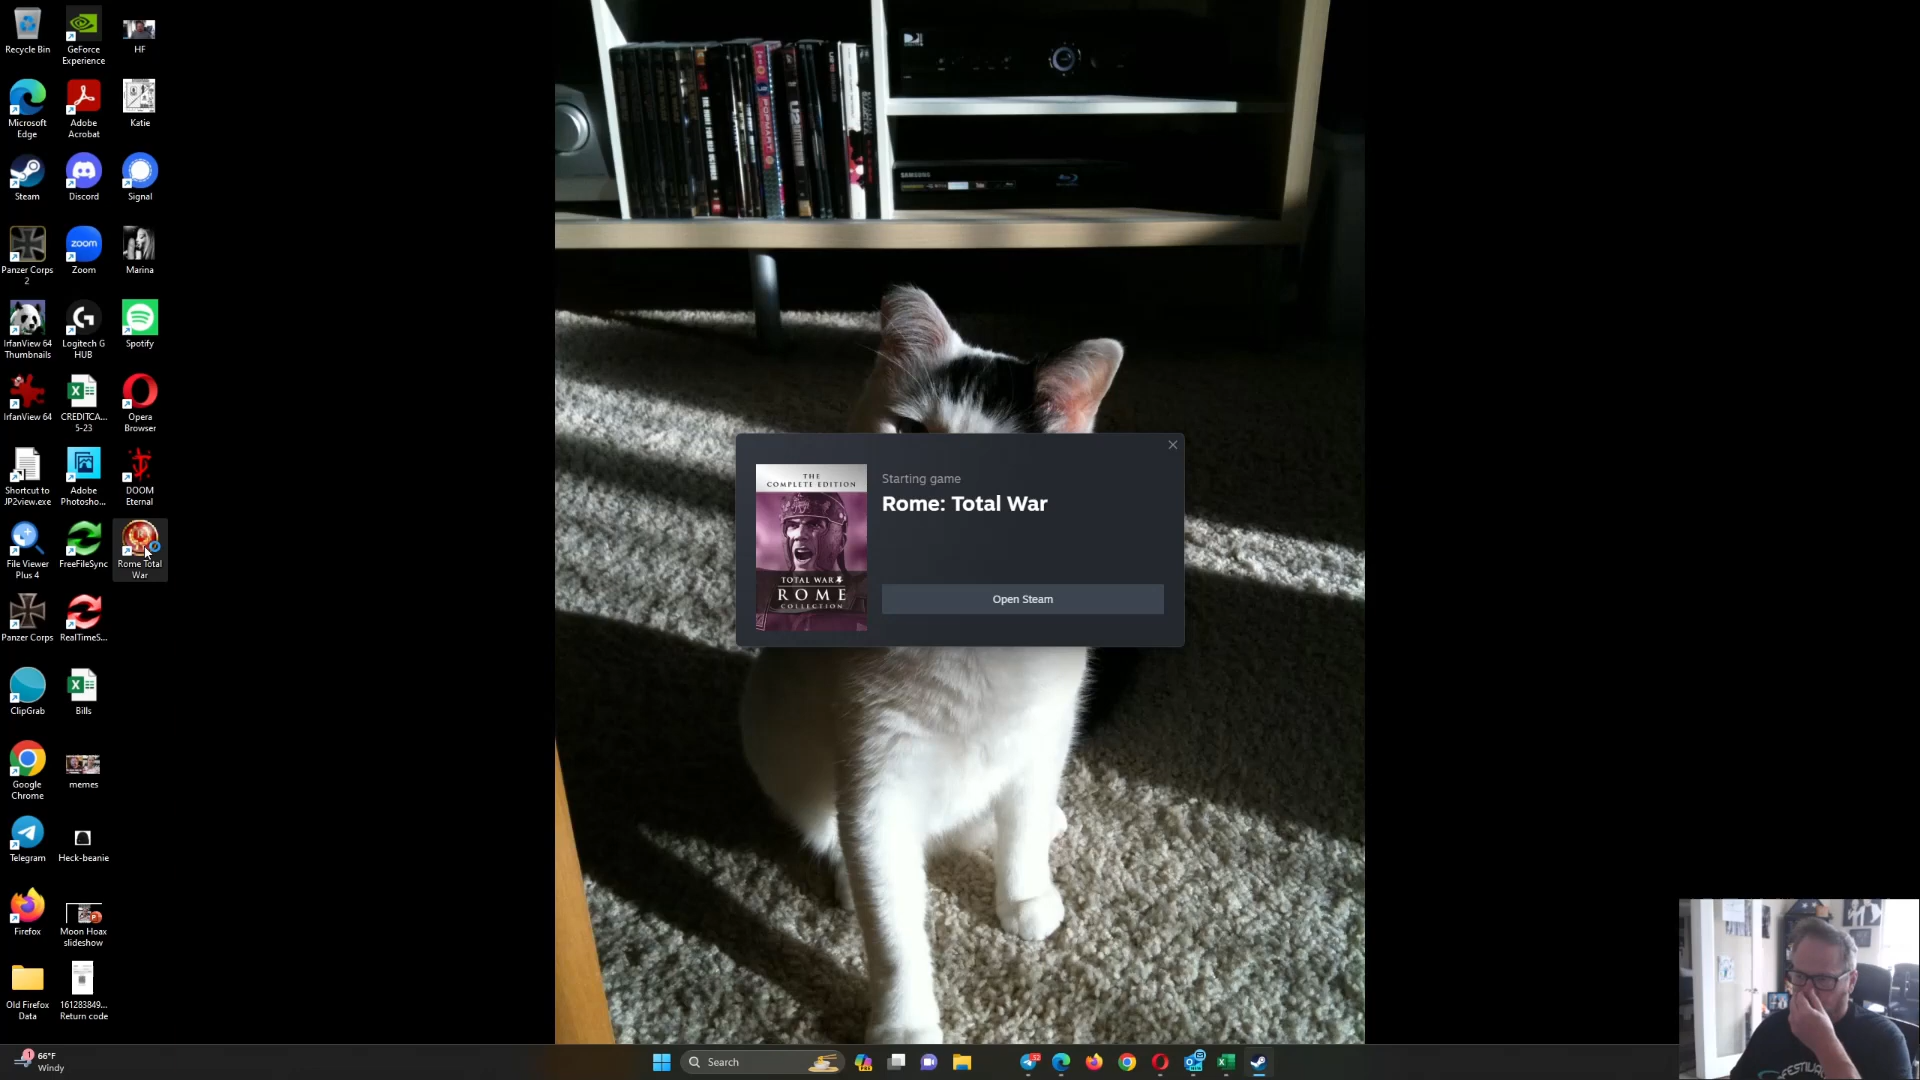 Recycle Bin
GeForce
Experience
HF
Microsoft
Edge
Adobe
Acrobat
Katie
Steam
Discord
Signal
Panzer Corps
2
zoom
Zoom
Marina
IrfanView 64
Thumbnails
Logitech G
HUB
Spotify
IrfanView 64
CREDITCA...
5-23
Opera
Browser
Shortcut to
JP2view.exe
Adobe
Photosho...
DOOM
Eternal
File Viewer
Plus 4
FreeFileSync
Rome Total
War
Panzer Corps
RealTimeS...
ClipGrab
Bills
Google
Chrome
memes
Telegram
Heck-beanie
Firefox
Moon Hoax
slideshow
Old Firefox
Data
161283849...
Return code
SAMSUNG
THE
COMPLETE EDITION
TOTAL WAR
ROME
COLLECTION
Starting game
Rome: Total War
Open Steam
1
66°F
Windy
Search